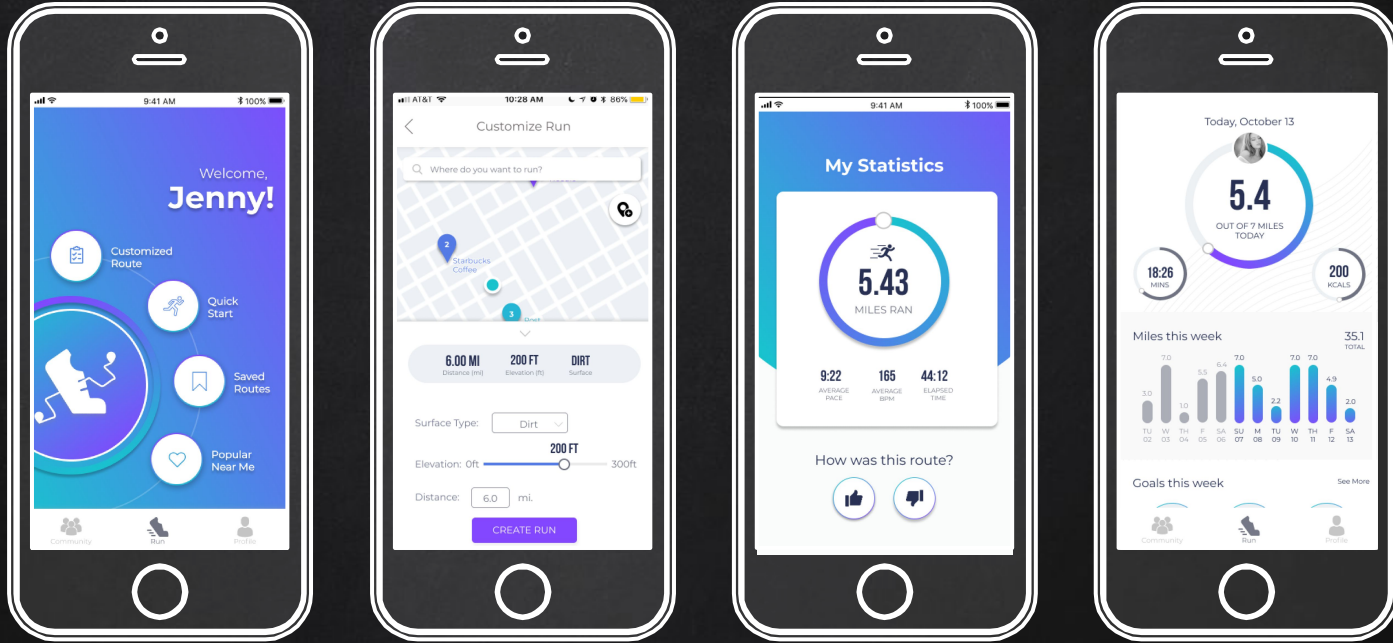 9:41 AM
100%
Welcome,
Jenny!
Customized
Route
Quick
Start
Saved
Routes
Popular
Near Me
Community
Run
Profile
AT&T
10:28 AM
86%
Customize Run
Where do you want to run?
2
Starbucks
Coffee
3
6.00 MI 200 FT DIRT
Distance (mi) Elevation (ft) Surface
Surface Type: Dirt
200 FT
Elevation: 0ft 300ft
Distance: 6.0 mi.
CREATE RUN
9:41 AM
100%
My Statistics
5.43
MILES RAN
9:22 165 44:12
AVERAGE AVERAGE ELAPSED
PACE BPM TIME
How was this route?
Today, October 13
5.4
OUT OF 7 MILES
TODAY
18:26
MINS
200
KCALS
Miles this week 35.1
TOTAL
3.0 7.0 1.0 5.5 6.4 7.0 5.0 2.2 7.0 7.0 4.9 2.0
TU W TH F SA SU M TU W TH F SA
02 03 04 05 06 07 08 09 10 11 12 13
Goals this week See More
Community
Run
Profile